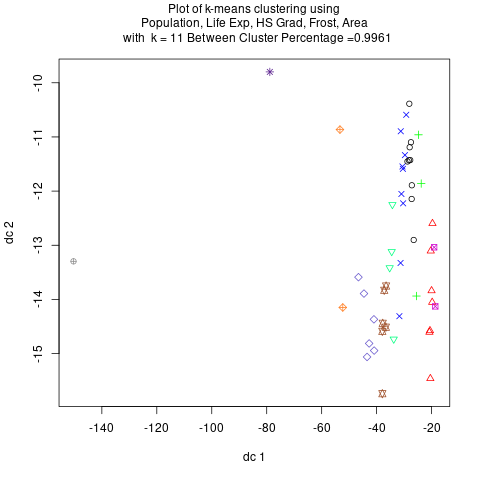 Plot of k-means clustering using
Population, Life Exp, HS Grad, Frost, Area
with k = 11 Between Cluster Percentage =0.9961
-10
-11
-12
-13
-14
-15
dc 2
-140 -120 -100 -80 -60 -40 -20
dc 1